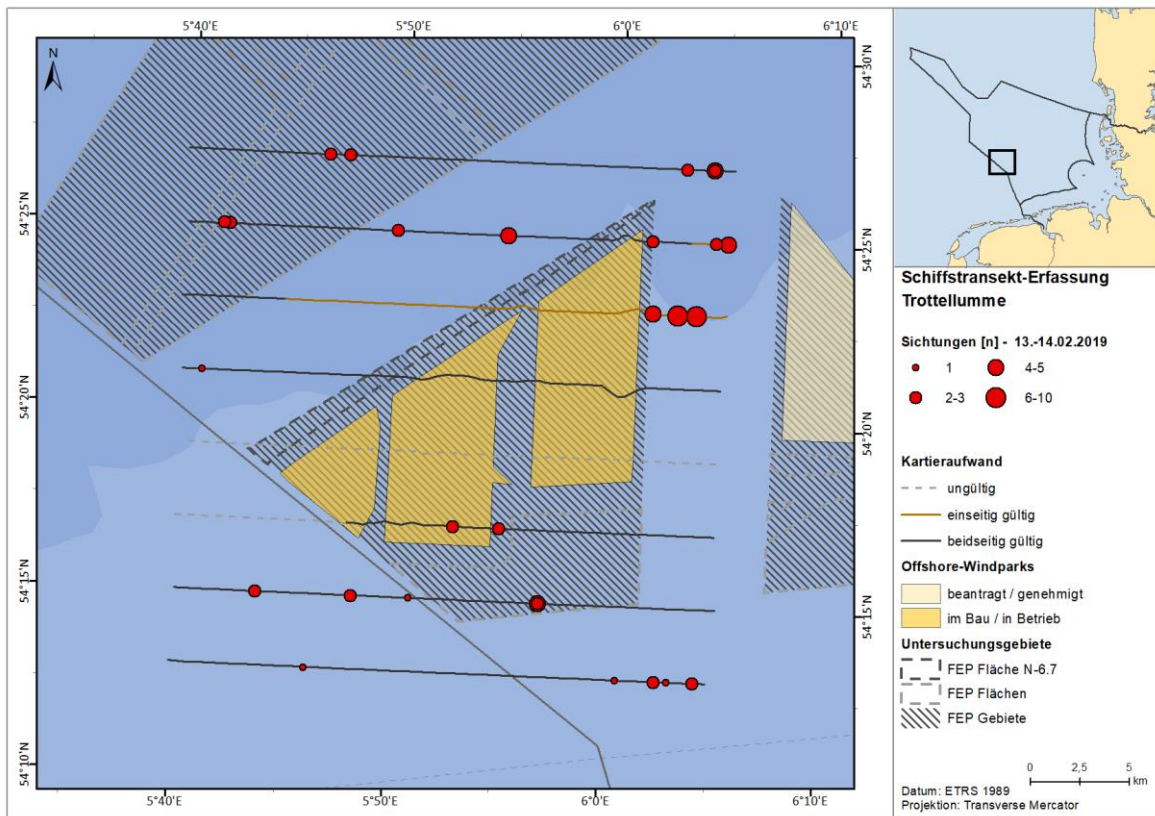 5°40'E
5°50'E
6°0'E
6°10'E
N
54°30'N
54°25'N
54°25'N
54°20'N
54°20'N
54°15'N
54°15'N
54°10'N
5°40'E
5°50'E
6°0'E
6°10'E
Schiffstransekt-Erfassung
Trottellumme
Sichtungen [n] - 13.-14.02.2019
1
4-5
2-3
6-10
Kartieraufwand
ungültig
einseitig gültig
beidseitig gültig
Offshore-Windparks
beantragt / genehmigt
im Bau / in Betrieb
Untersuchungsgebiete
FEP Fläche N-6.7
FEP Flächen
FEP Gebiete
0 2,5 5
km
Datum: ETRS 1989
Projektion: Transverse Mercator